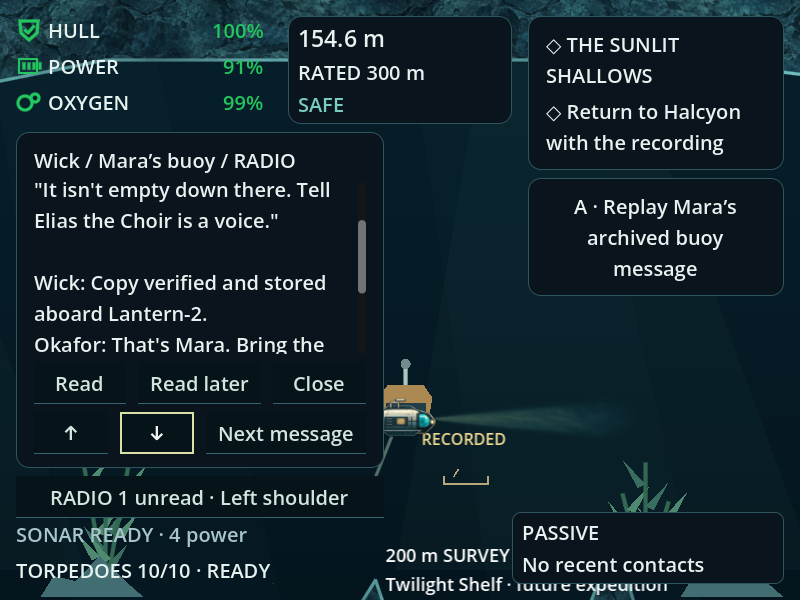 HULL 100%
POWER 91%
OXYGEN 99%
154.6 m
RATED 300 m
SAFE
◇ THE SUNLIT
SHALLOWS
◇ Return to Halcyon
with the recording
A · Replay Mara’s
archived buoy
message
Wick / Mara’s buoy / RADIO
"It isn't empty down there. Tell
Elias the Choir is a voice."
Wick: Copy verified and stored
aboard Lantern-2.
Okafor: That's Mara. Bring the
Read Read later Close
↑ ↓ Next message
RECORDED
RADIO 1 unread · Left shoulder
SONAR READY · 4 power
TORPEDOES 10/10 · READY
200 m SURVEY
Twilight Shelf · future expedition
PASSIVE
No recent contacts